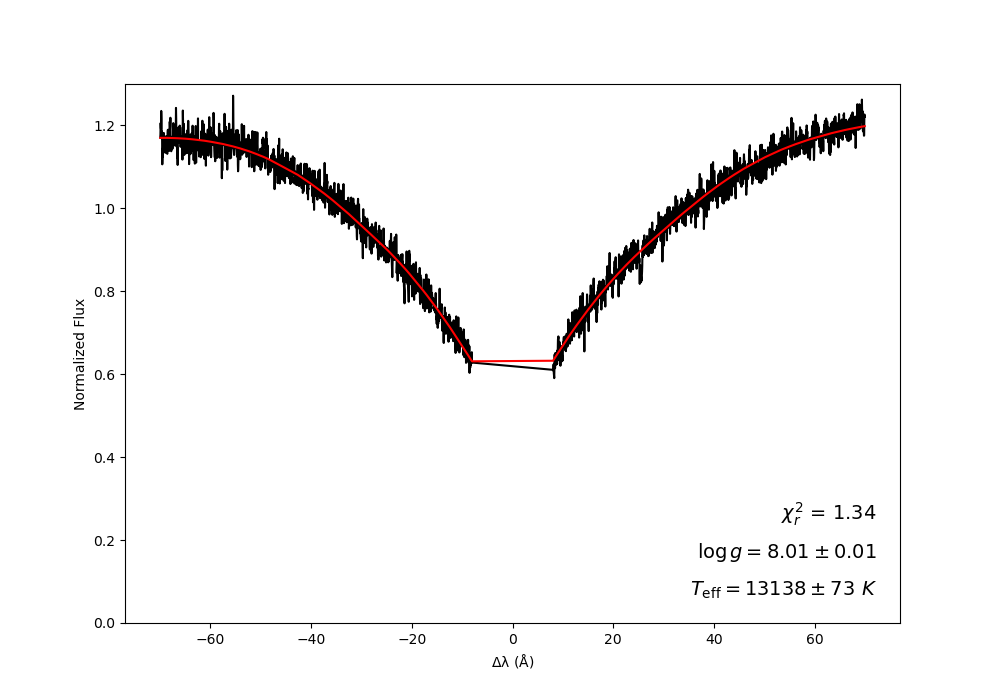 1.2
1.0
0.8
0.6
0.4
0.2
0.0
Normalized Flux
χ²ᵣ = 1.34
log g = 8.01 ± 0.01
T_eff = 13138 ± 73 K
−60 −40 −20 0 20 40 60
Δλ (Å)